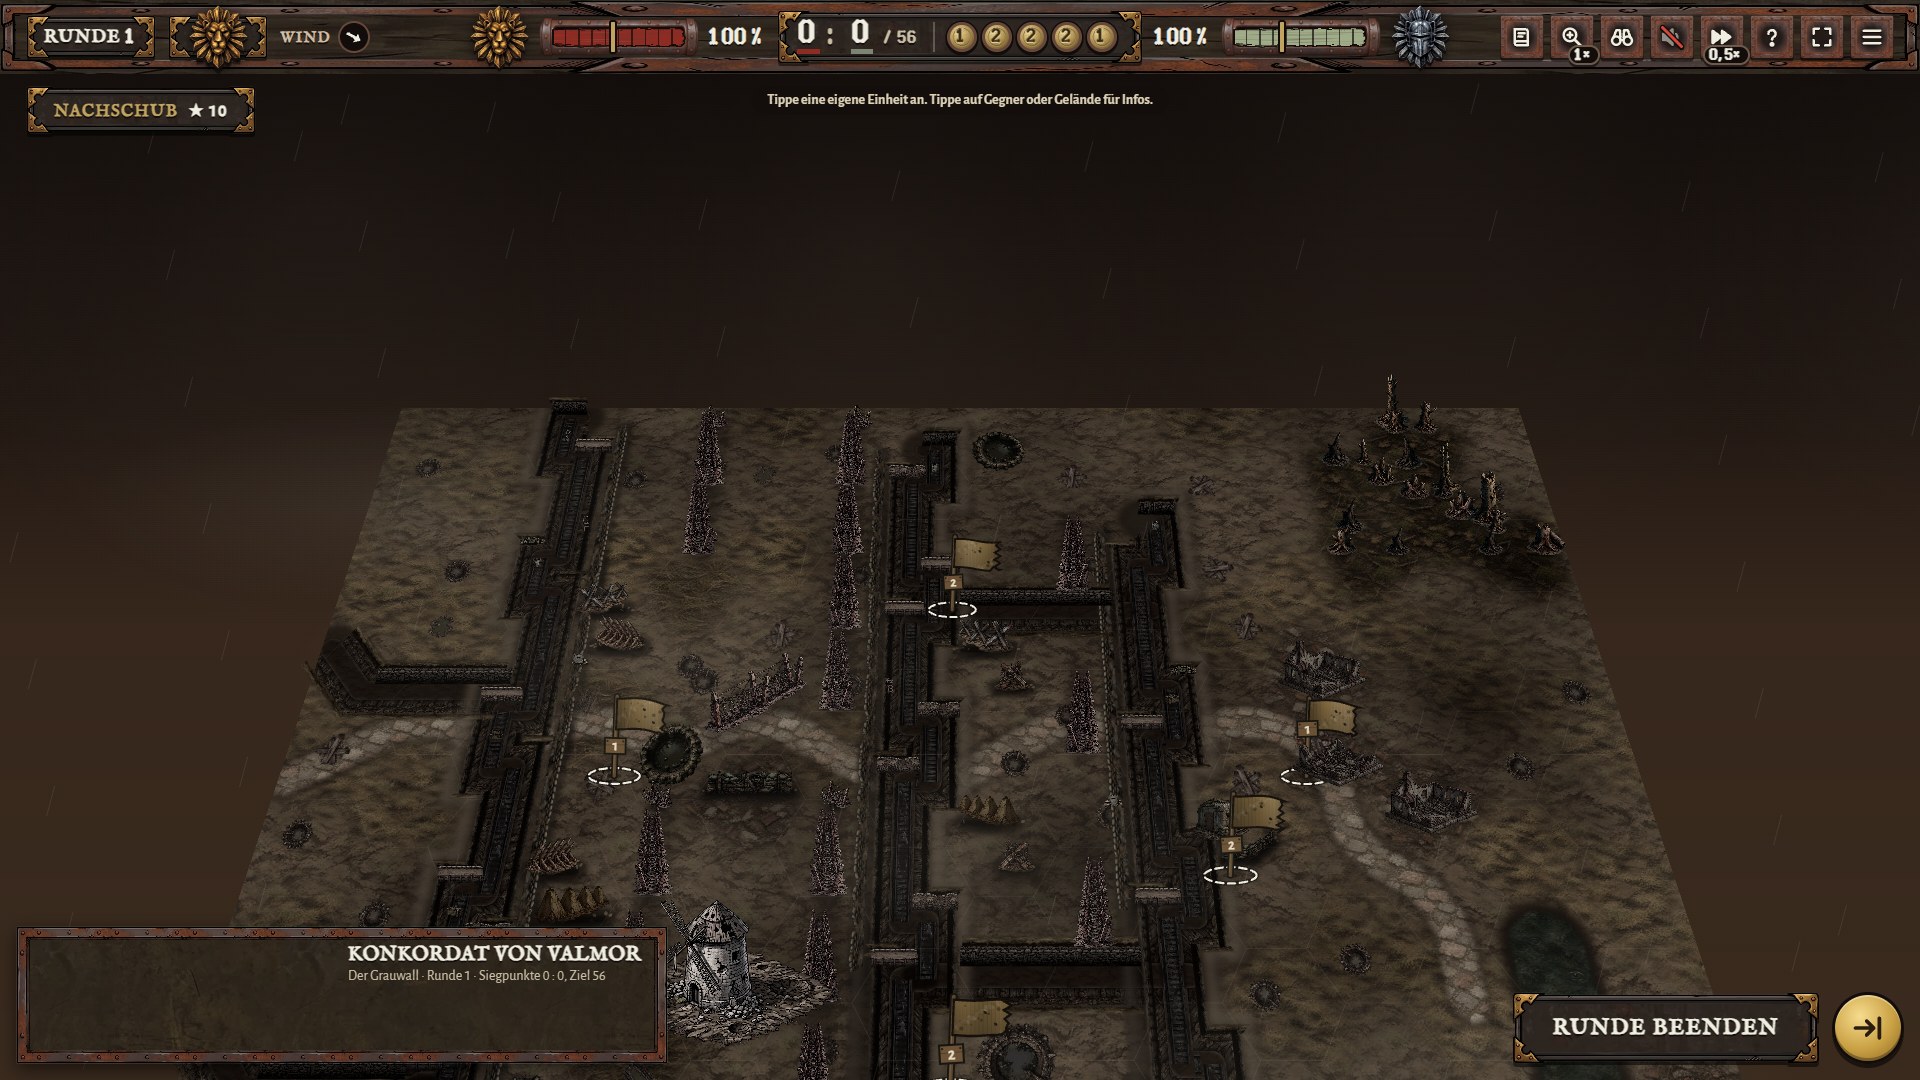 RUNDE 1
WIND
100 %
0 : 0 / 56
1 2 2 2 1
100 %
1×
0,5×
?
NACHSCHUB ★ 10
Tippe eine eigene Einheit an. Tippe auf Gegner oder Gelände für Infos.
2
1
1
2
2
KONKORDAT VON VALMOR
Der Grauwall · Runde 1 · Siegpunkte 0 : 0, Ziel 56
RUNDE BEENDEN